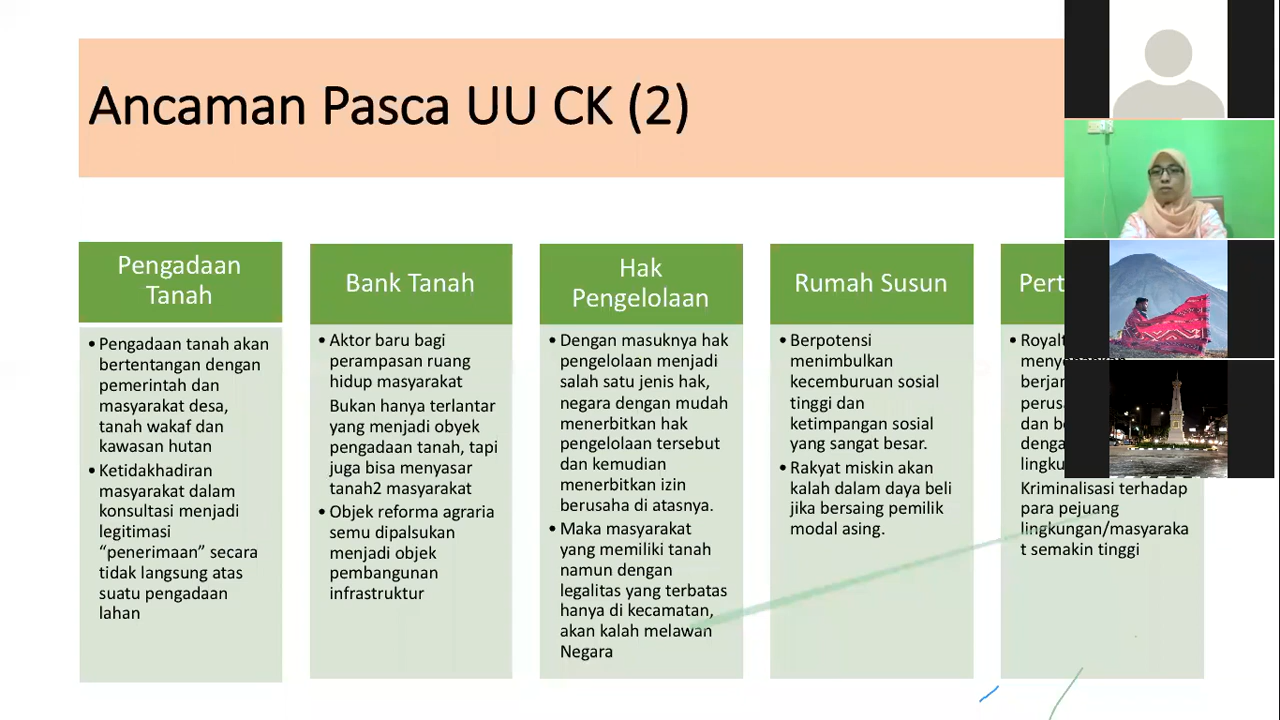 Ancaman Pasca UU CK (2)
Pengadaan
Tanah
• Pengadaan tanah akan
bertentangan dengan
pemerintah dan
masyarakat desa,
tanah wakaf dan
kawasan hutan
• Ketidakhadiran
masyarakat dalam
konsultasi menjadi
legitimasi
“penerimaan” secara
tidak langsung atas
suatu pengadaan
lahan
Bank Tanah
• Aktor baru bagi
perampasan ruang
hidup masyarakat
Bukan hanya terlantar
yang menjadi obyek
pengadaan tanah, tapi
juga bisa menyasar
tanah2 masyarakat
• Objek reforma agraria
semu dipalsukan
menjadi objek
pembangunan
infrastruktur
Hak
Pengelolaan
• Dengan masuknya hak
pengelolaan menjadi
salah satu jenis hak,
negara dengan mudah
menerbitkan hak
pengelolaan tersebut
dan kemudian
menerbitkan izin
berusaha di atasnya.
• Maka masyarakat
yang memiliki tanah
namun dengan
legalitas yang terbatas
hanya di kecamatan,
akan kalah melawan
Negara
Rumah Susun
• Berpotensi
menimbulkan
kecemburuan sosial
tinggi dan
ketimpangan sosial
yang sangat besar.
• Rakyat miskin akan
kalah dalam daya beli
jika bersaing pemilik
modal asing.
Kriminalisasi terhadap
para pejuang
lingkungan/masyaraka
t semakin tinggi